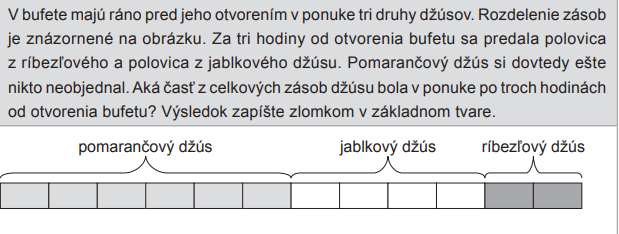 V bufete majú ráno pred jeho otvorením v ponuke tri druhy džúsov. Rozdelenie zásob
je znázornené na obrázku. Za tri hodiny od otvorenia bufetu sa predala polovica
z ríbezľového a polovica z jablkového džúsu. Pomarančový džús si dovtedy ešte
nikto neobjednal. Aká časť z celkových zásob džúsu bola v ponuke po troch hodinách
od otvorenia bufetu? Výsledok zapíšte zlomkom v základnom tvare.
pomarančový džús jablkový džús ríbezľový džús